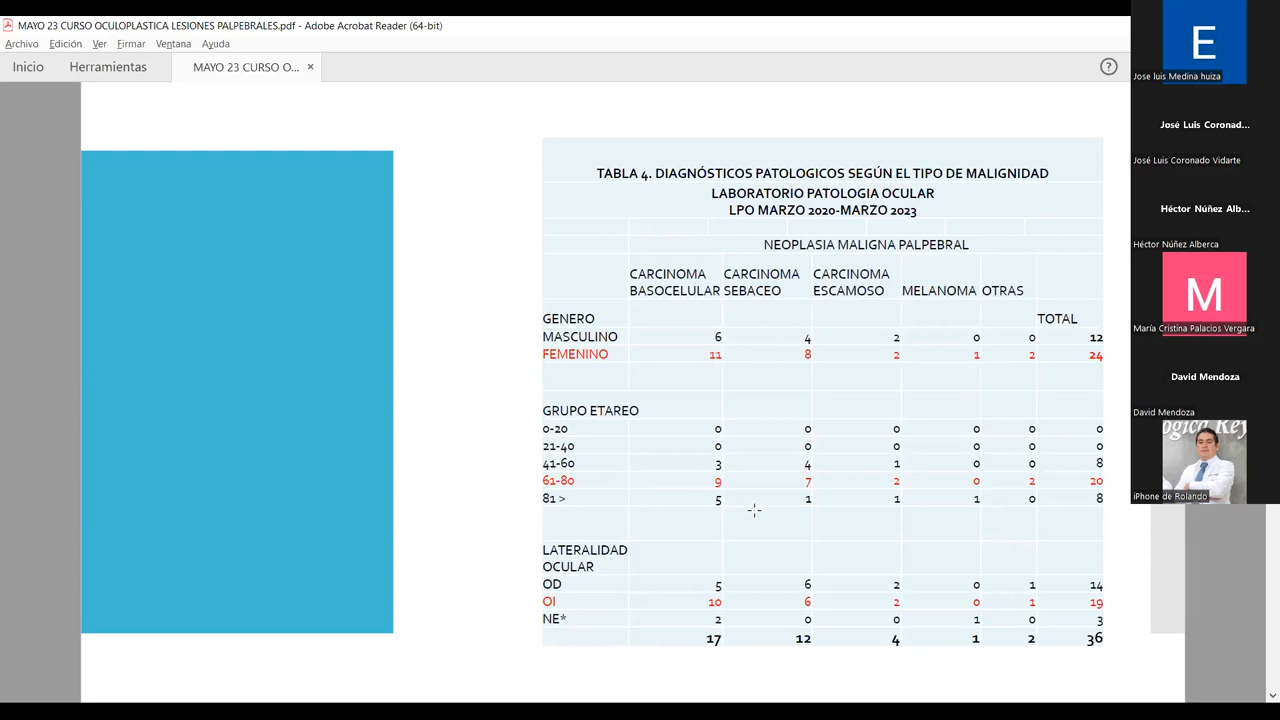 MAYO 23 CURSO OCULOPLASTICA LESIONES PALPEBRALES.pdf - Adobe Acrobat Reader (64-bit)
Archivo Edición Ver Firmar Ventana Ayuda
Inicio Herramientas MAYO 23 CURSO O... × ?
TABLA 4. DIAGNÓSTICOS PATOLOGICOS SEGÚN EL TIPO DE MALIGNIDAD
LABORATORIO PATOLOGIA OCULAR
LPO MARZO 2020-MARZO 2023
NEOPLASIA MALIGNA PALPEBRAL
CARCINOMA BASOCELULAR CARCINOMA SEBACEO CARCINOMA ESCAMOSO MELANOMA OTRAS
GENERO TOTAL
MASCULINO 6 4 2 0 0 12
FEMENINO 11 8 2 1 2 24
GRUPO ETAREO
0-20 0 0 0 0 0 0
21-40 0 0 0 0 0 0
41-60 3 4 1 0 0 8
61-80 9 7 2 0 2 20
81 > 5 1 1 1 0 8
LATERALIDAD
OCULAR
OD 5 6 2 0 1 14
OI 10 6 2 0 1 19
NE* 2 0 0 1 0 3
17 12 4 1 2 36
E
Jose luis Medina huiza
José Luis Coronad...
José Luis Coronado Vidarte
Héctor Núñez Alb...
Héctor Núñez Alberca
M
María Cristina Palacios Vergara
David Mendoza
David Mendoza
ológica Rey
iPhone de Rolando